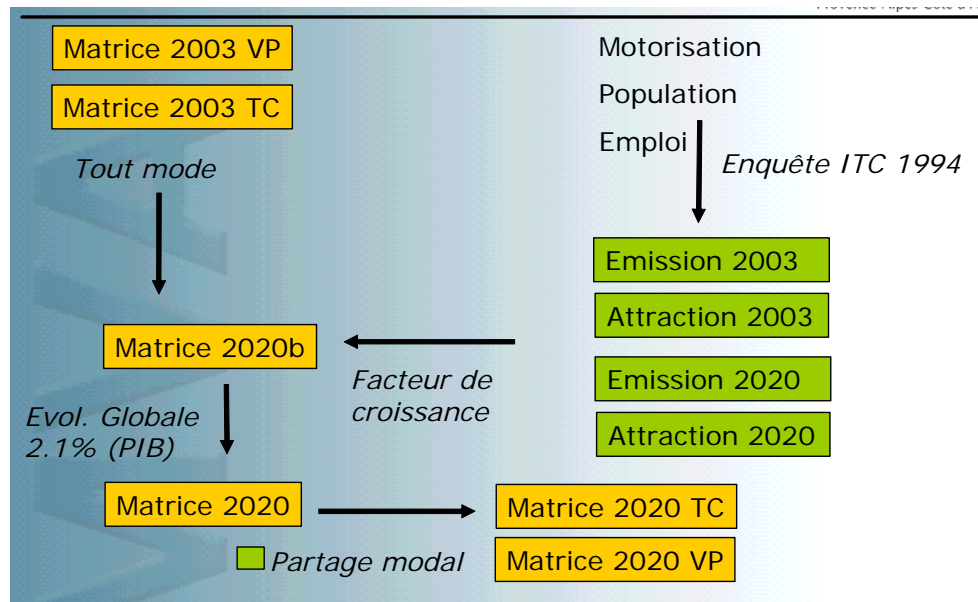 Matrice 2003 VP
Matrice 2003 TC
Tout mode
Motorisation
Population
Emploi
Enquête ITC 1994
Emission 2003
Attraction 2003
Emission 2020
Attraction 2020
Facteur de
croissance
Matrice 2020b
Evol. Globale
2.1% (PIB)
Matrice 2020
Partage modal
Matrice 2020 TC
Matrice 2020 VP